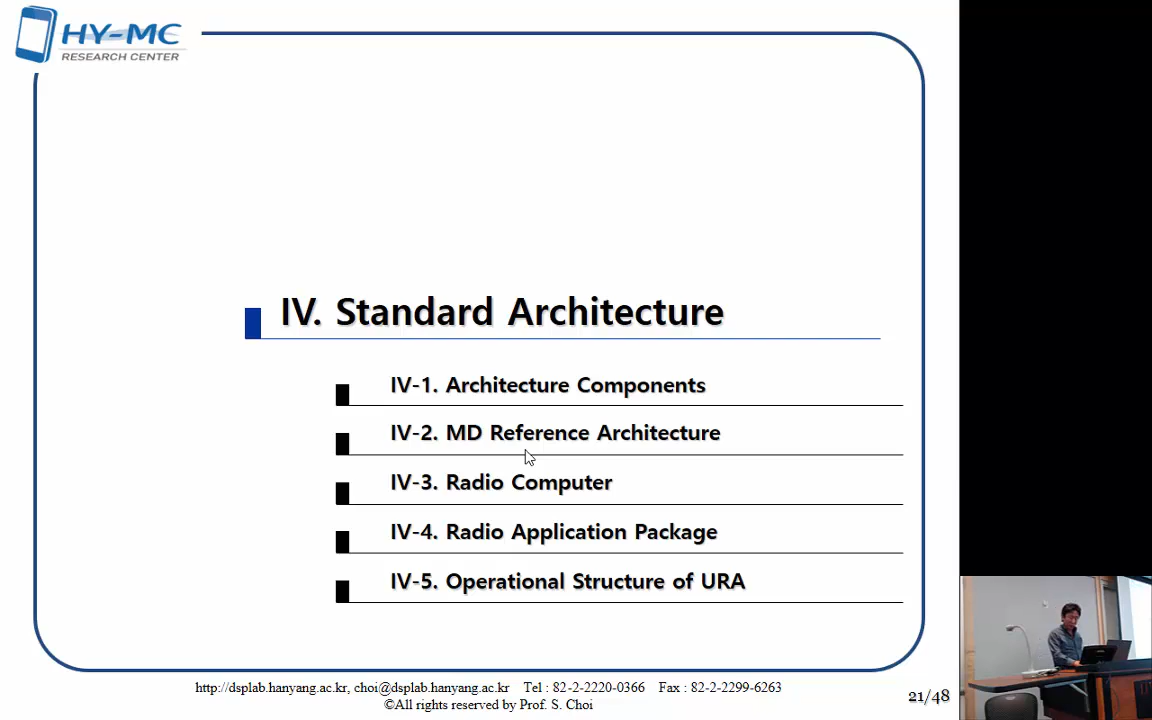 HY-MC
RESEARCH CENTER
IV. Standard Architecture
IV-1. Architecture Components
IV-2. MD Reference Architecture
IV-3. Radio Computer
IV-4. Radio Application Package
IV-5. Operational Structure of URA
http://dsplab.hanyang.ac.kr, choi@dsplab.hanyang.ac.kr Tel : 82-2-2220-0366 Fax : 82-2-2299-6263
©All rights reserved by Prof. S. Choi
21/48